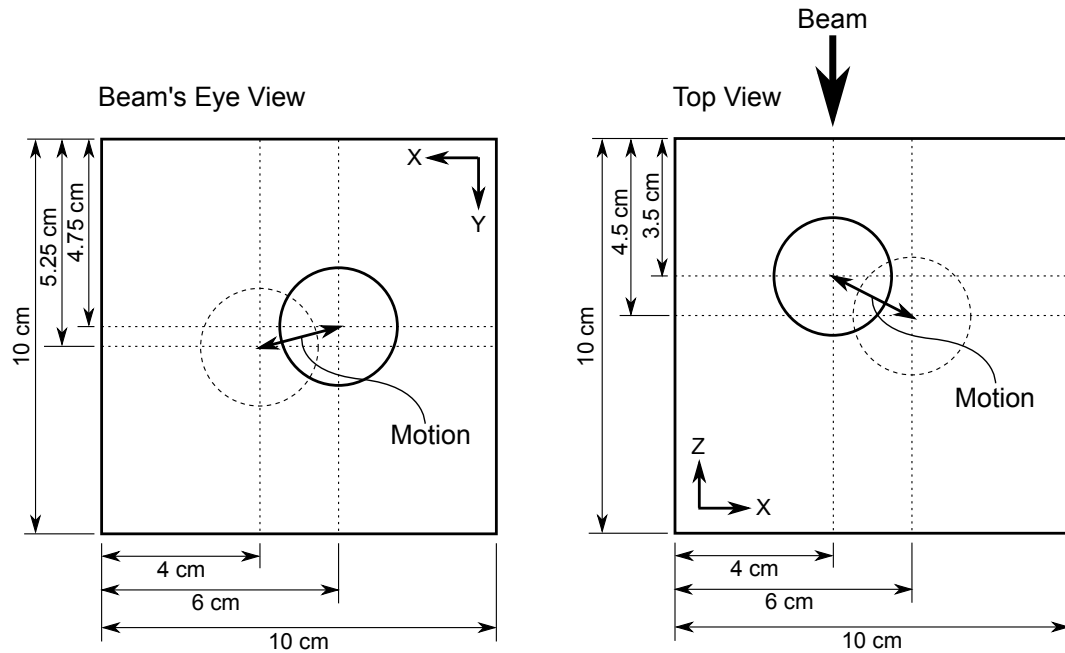 Beam
Beam's Eye View
Top View
X
Y
10 cm
5.25 cm
4.75 cm
Motion
4 cm
6 cm
10 cm
10 cm
4.5 cm
3.5 cm
Motion
Z
X
4 cm
6 cm
10 cm